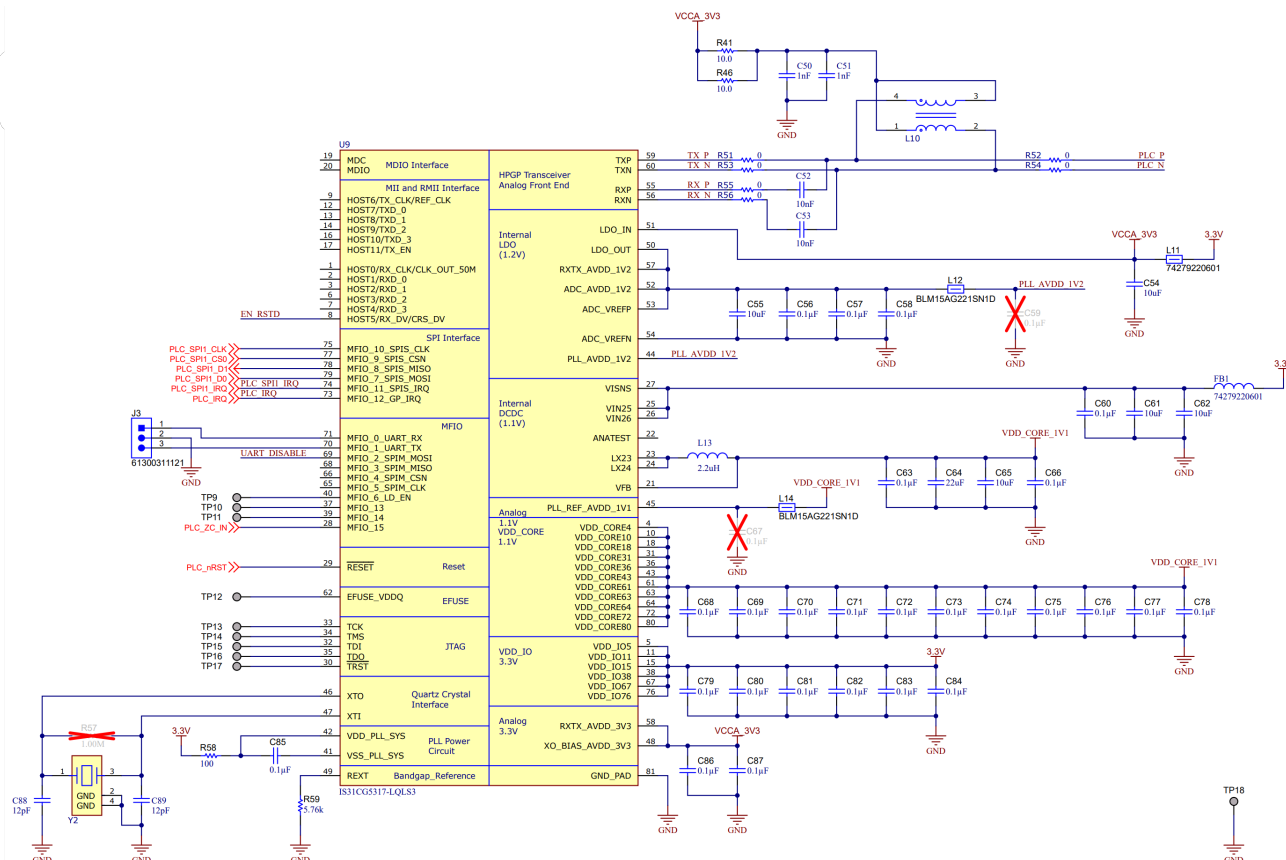 VCCA_3V3
R41
10.0
R46
10.0
C50
1nF
C51
1nF
GND
4 3
1 2
L10
U9
19 MDC
20 MDIO
MDIO Interface
MII and RMII Interface
9 HOST6/TX_CLK/REF_CLK
12 HOST7/TXD_0
13 HOST8/TXD_1
14 HOST9/TXD_2
16 HOST10/TXD_3
17 HOST11/TX_EN
1 HOST0/RX_CLK/CLK_OUT_50M
2 HOST1/RXD_0
3 HOST2/RXD_1
6 HOST3/RXD_2
7 HOST4/RXD_3
EN_RSTD 8 HOST5/RX_DV/CRS_DV
SPI Interface
PLC_SPI1_CLK 75 MFIO_10_SPIS_CLK
PLC_SPI1_CS0 77 MFIO_9_SPIS_CSN
PLC_SPI1_D1 78 MFIO_8_SPIS_MISO
PLC_SPI1_D0 79 MFIO_7_SPIS_MOSI
PLC_SPI1_IRQ PLC_SPI1_IRQ 74 MFIO_11_SPIS_IRQ
PLC_IRQ PLC_IRQ 73 MFIO_12_GP_IRQ
MFIO
J3
1
2
3
61300311121
GND
71 MFIO_0_UART_RX
70 MFIO_1_UART_TX
UART_DISABLE 69 MFIO_2_SPIM_MOSI
68 MFIO_3_SPIM_MISO
66 MFIO_4_SPIM_CSN
65 MFIO_5_SPIM_CLK
TP9 40 MFIO_6_LD_EN
TP10 37 MFIO_13
TP11 39 MFIO_14
PLC_ZC_IN 28 MFIO_15
PLC_nRST 29 RESET Reset
TP12 62 EFUSE_VDDQ EFUSE
TP13 33 TCK
TP14 34 TMS
TP15 32 TDI JTAG
TP16 35 TDO
TP17 30 TRST
46 XTO Quartz Crystal
Interface
47 XTI
42 VDD_PLL_SYS PLL Power
Circuit
41 VSS_PLL_SYS
49 REXT Bandgap_Reference
IS31CG5317-LQLS3
R57
1.00M
1 3
GND 2
GND 4
Y2
C88
12pF
C89
12pF
GND
GND
3.3V
R58
100
C85
0.1µF
R59
5.76k
GND
HPGP Transceiver
Analog Front End
TXP 59 TX_P R51 0 R52 0 PLC_P
TXN 60 TX_N R53 0 R54 0 PLC_N
RXP 55 RX_P R55 0
RXN 56 RX_N R56 0
C52
10nF
C53
10nF
Internal
LDO
(1.2V)
LDO_IN 51
LDO_OUT 50
RXTX_AVDD_1V2 57
ADC_AVDD_1V2 52
ADC_VREFP 53
ADC_VREFN 54
PLL_AVDD_1V2 44 PLL_AVDD_1V2
VCCA_3V3
L11
74279220601
3.3V
C54
10uF
GND
C55
10uF
C56
0.1µF
C57
0.1µF
C58
0.1µF
GND
L12
BLM15AG221SN1D
PLL_AVDD_1V2
C59
0.1µF
GND
Internal
DCDC
(1.1V)
VISNS 27
VIN25 25
VIN26 26
ANATEST 22
LX23 23
LX24 24
VFB 21
FB1
74279220601
3.3
C60
0.1µF
C61
10uF
C62
10uF
GND
L13
2.2uH
VDD_CORE_1V1
C63
0.1µF
C64
22uF
C65
10uF
C66
0.1µF
GND
Analog
1.1V
PLL_REF_AVDD_1V1 45
L14
BLM15AG221SN1D
VDD_CORE_1V1
C67
0.1µF
GND
VDD_CORE
1.1V
VDD_CORE4 4
VDD_CORE10 10
VDD_CORE18 18
VDD_CORE31 31
VDD_CORE36 36
VDD_CORE43 43
VDD_CORE61 61
VDD_CORE63 63
VDD_CORE64 64
VDD_CORE72 72
VDD_CORE80 80
VDD_CORE_1V1
C68
0.1µF
C69
0.1µF
C70
0.1µF
C71
0.1µF
C72
0.1µF
C73
0.1µF
C74
0.1µF
C75
0.1µF
C76
0.1µF
C77
0.1µF
C78
0.1µF
GND
VDD_IO
3.3V
VDD_IO5 5
VDD_IO11 11
VDD_IO15 15
VDD_IO38 38
VDD_IO67 67
VDD_IO76 76
3.3V
C79
0.1µF
C80
0.1µF
C81
0.1µF
C82
0.1µF
C83
0.1µF
C84
0.1µF
GND
Analog
3.3V
RXTX_AVDD_3V3 58
XO_BIAS_AVDD_3V3 48
GND_PAD 81
VCCA_3V3
C86
0.1µF
C87
0.1µF
GND
GND
TP18
GND